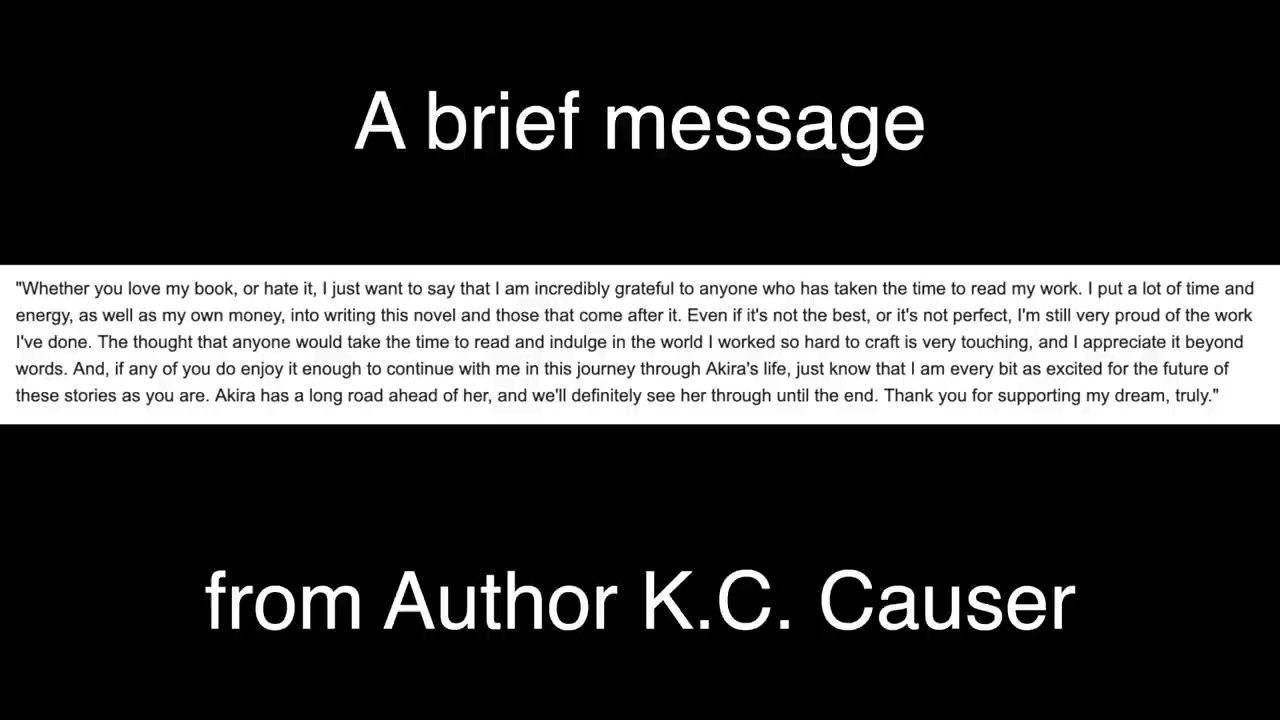 A brief message
"Whether you love my book, or hate it, I just want to say that I am incredibly grateful to anyone who has taken the time to read my work. I put a lot of time and
energy, as well as my own money, into writing this novel and those that come after it. Even if it's not the best, or it's not perfect, I'm still very proud of the work
I've done. The thought that anyone would take the time to read and indulge in the world I worked so hard to craft is very touching, and I appreciate it beyond
words. And, if any of you do enjoy it enough to continue with me in this journey through Akira's life, just know that I am every bit as excited for the future of
these stories as you are. Akira has a long road ahead of her, and we'll definitely see her through until the end. Thank you for supporting my dream, truly."
from Author K.C. Causer